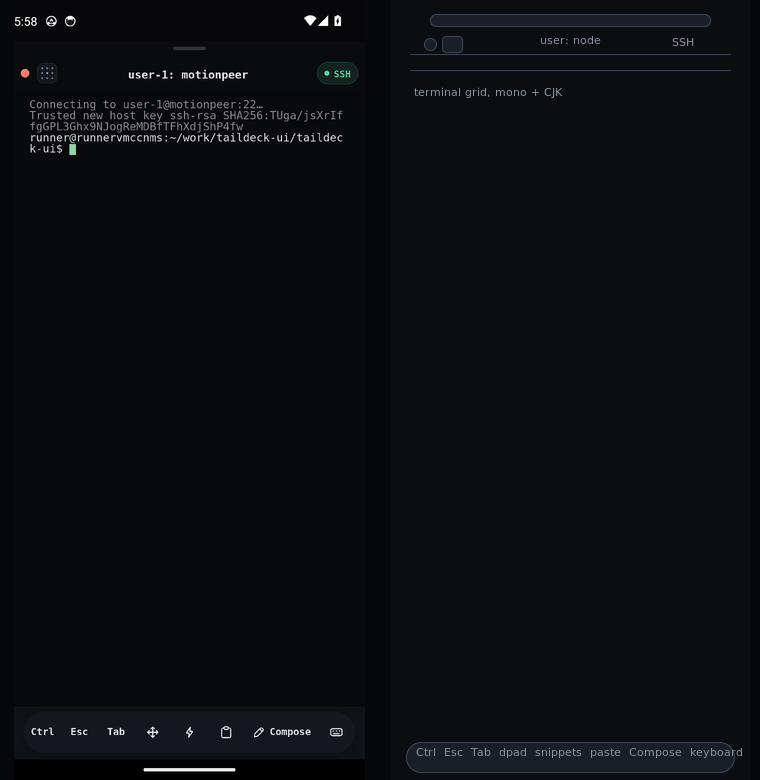 5:58
user-1: motionpeer
SSH
Connecting to user-1@motionpeer:22…
Trusted new host key ssh-rsa SHA256:TUga/jsXrIf
fgGPL3Ghx9NJogReMDBfTFhXdjShP4fw
runner@runnervmccnms:~/work/taildeck-ui/taildec
k-ui$
Ctrl Esc Tab Compose
user: node
SSH
terminal grid, mono + CJK
Ctrl Esc Tab dpad snippets paste Compose keyboard